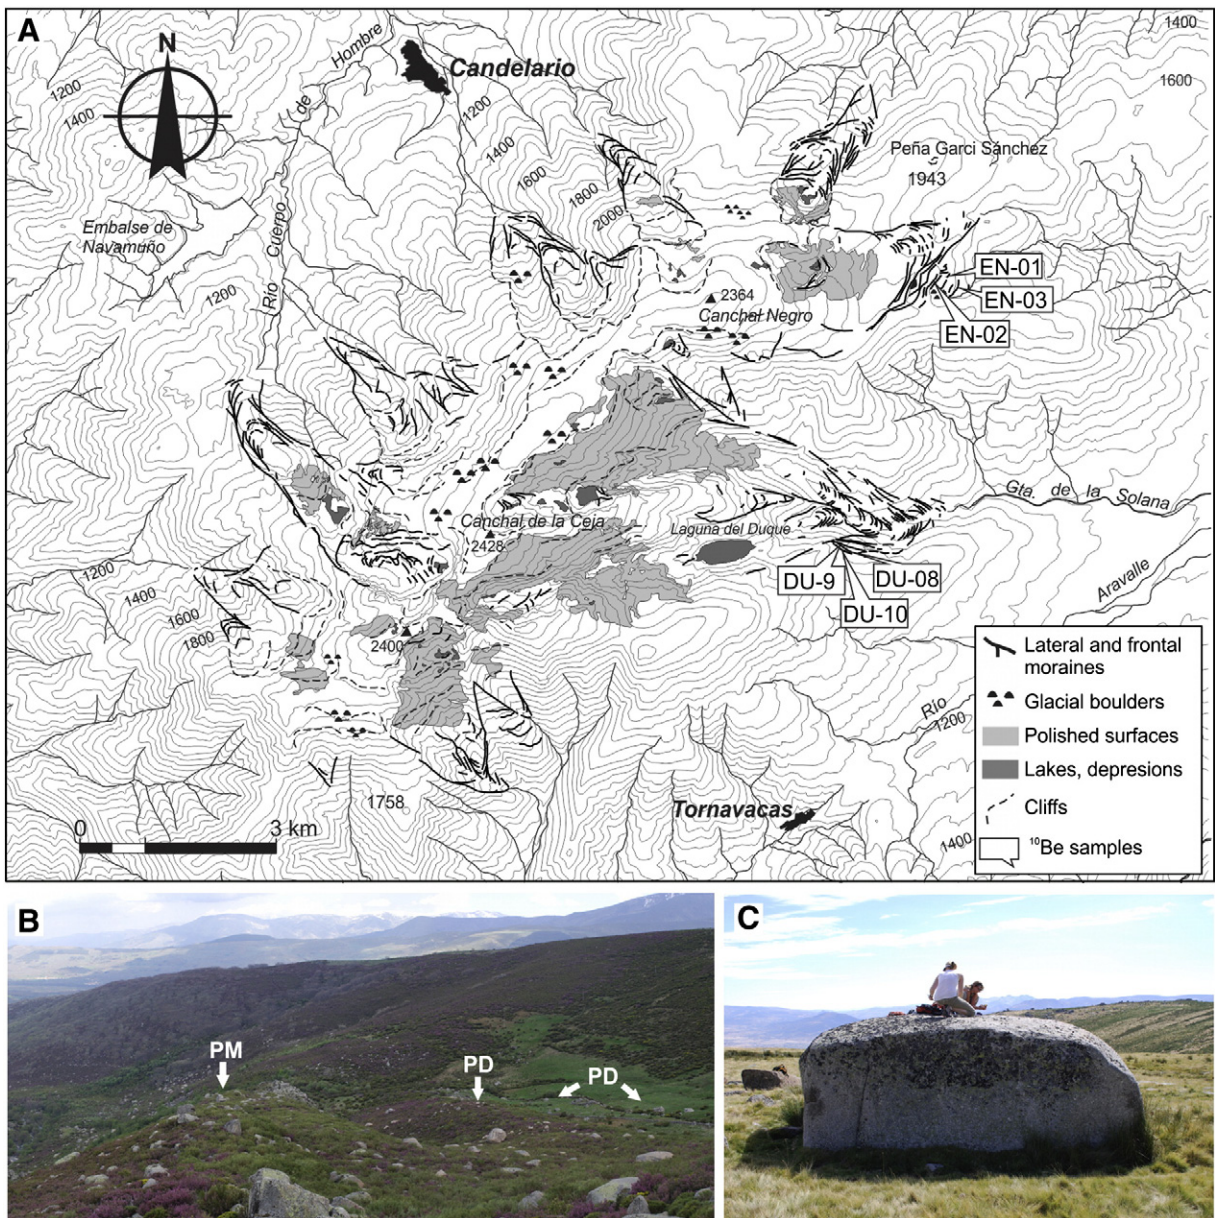 A
N
Hombre
de
Cuerpo
Río
Candelario
1200
1400
1200
1400
1600
1800
2000
1400
1600
Peña Garci Sánchez
1943
Embalse de
Navamuño
1200
EN-01
EN-03
EN-02
2364
Canchal Negro
Canchal de la Ceja
2428
Laguna del Duque
Gta. de la Solana
DU-9
DU-08
DU-10
Aravalle
Río
1200
1200
1400
1600
1800
2400
1758
Tornavacas
1400
0
3 km
Lateral and frontal
moraines
Glacial boulders
Polished surfaces
Lakes, depresions
Cliffs
¹⁰Be samples
B
PM
PD
PD
C